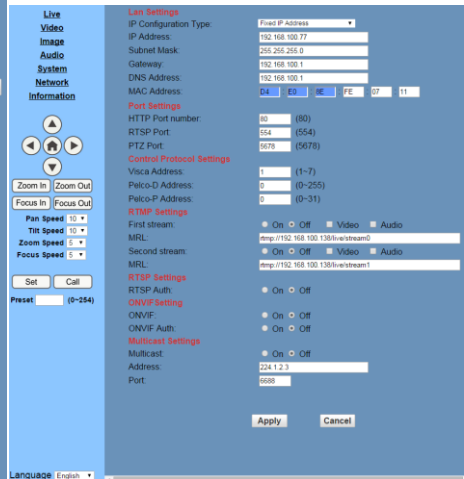 Live
Video
Image
Audio
System
Network
Information
Zoom In Zoom Out
Focus In Focus Out
Pan Speed 10
Tilt Speed 10
Zoom Speed 5
Focus Speed 5
Set Call
Preset (0~254)
Language English
Lan Settings
IP Configuration Type: Fixed IP Address
IP Address: 192.168.100.77
Subnet Mask: 255.255.255.0
Gateway: 192.168.100.1
DNS Address: 192.168.100.1
MAC Address: D4 E0 8E FE 07 11
Port Settings
HTTP Port number: 80 (80)
RTSP Port: 554 (554)
PTZ Port: 5678 (5678)
Control Protocol Settings
Visca Address: 1 (1~7)
Pelco-D Address: 0 (0~255)
Pelco-P Address: 0 (0~31)
RTMP Settings
First stream: On Off Video Audio
MRL: rtmp://192.168.100.138/live/stream0
Second stream: On Off Video Audio
MRL: rtmp://192.168.100.138/live/stream1
RTSP Settings
RTSP Auth: On Off
ONVIFSetting
ONVIF: On Off
ONVIF Auth: On Off
Multicast Settings
Multicast: On Off
Address: 224.1.2.3
Port: 6688
Apply Cancel